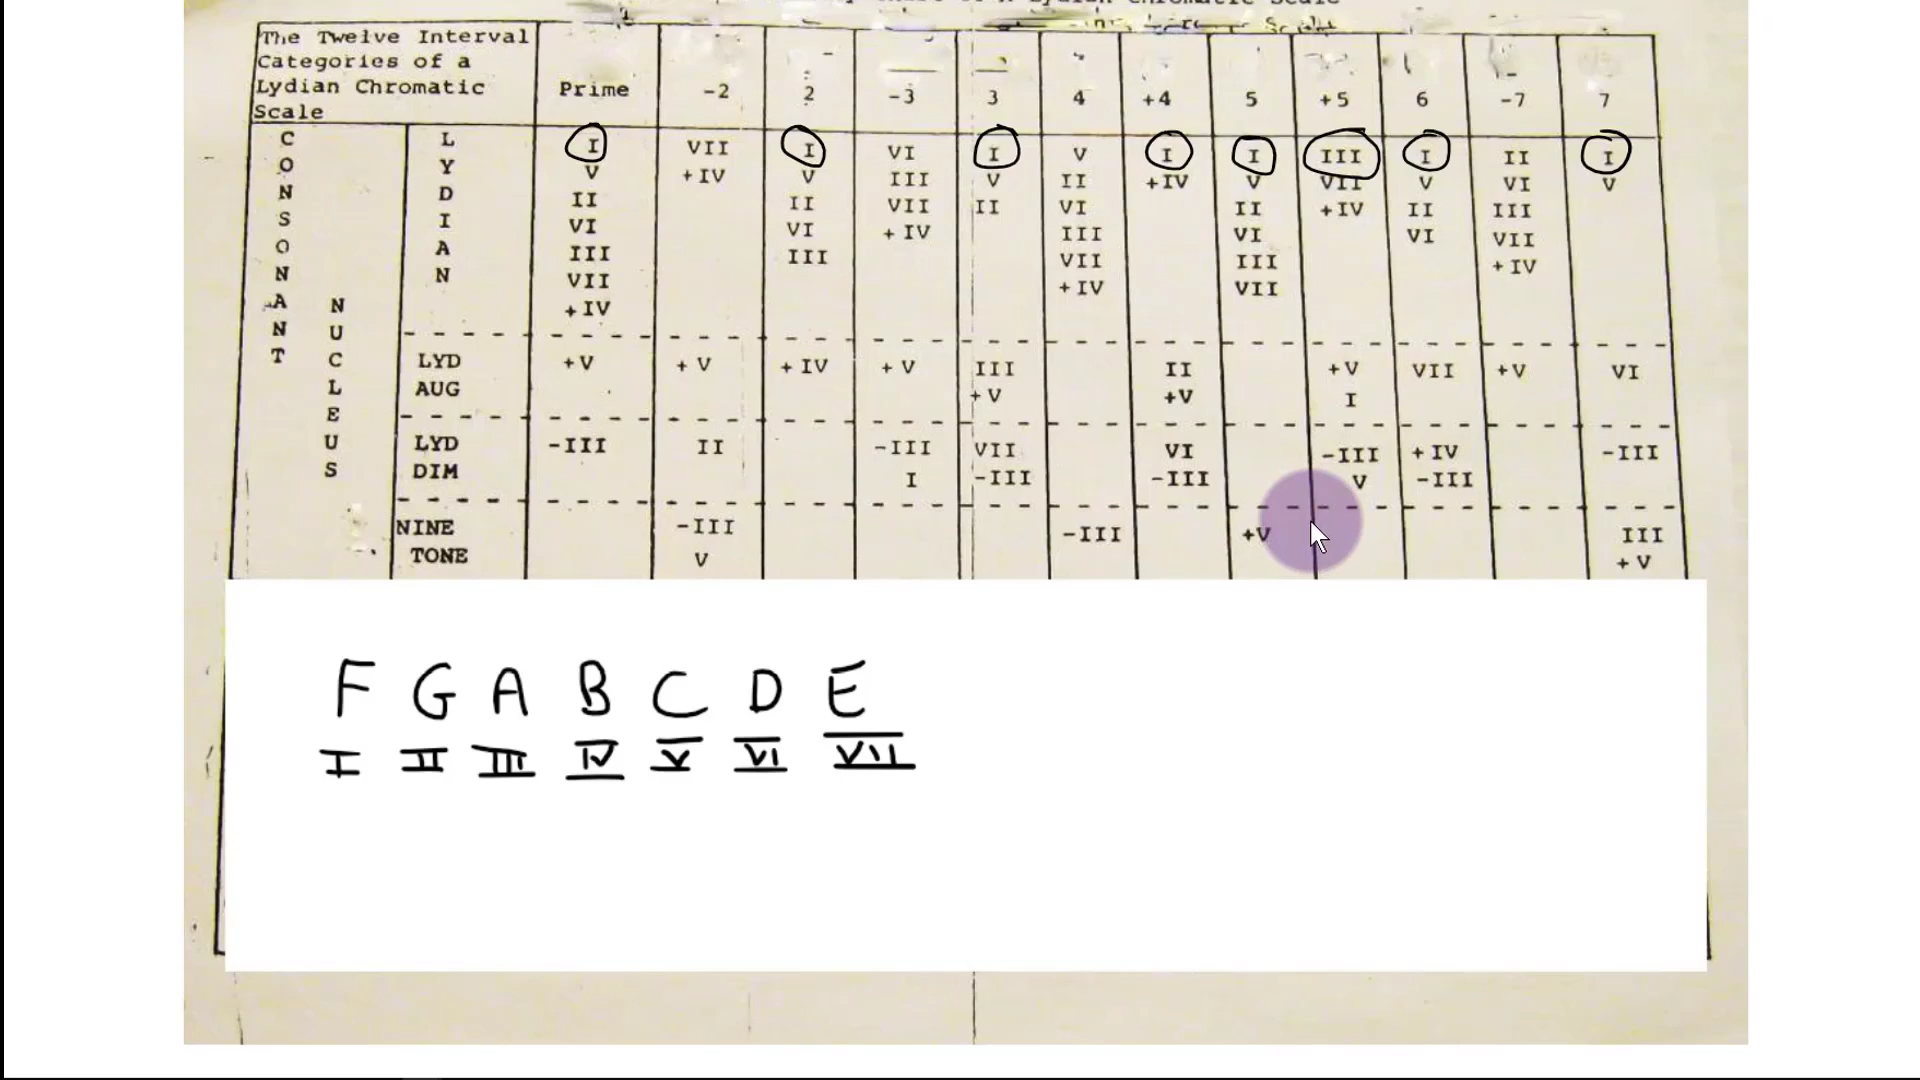 Lydian Chromatic Scale
The Twelve Interval
Categories of a
Lydian Chromatic
Scale
Prime -2 2 -3 3 4 +4 5 +5 6 -7 7
CONSONANT
NUCLEUS
LYDIAN
I VII I VI I V I I III I II I
V +IV V III V II +IV V VII V VI V
II II VII II VI II +IV II III
VI VI +IV III VI VI VII
III III VII III +IV
VII +IV VII
+IV
LYD +V +V +IV +V III II +V VII +V VI
AUG +V +V I
LYD -III II -III VII VI -III +IV -III
DIM I -III -III V -III
NINE -III -III +V III
TONE V +V
F G A B C D E
I II III IV V VI VII